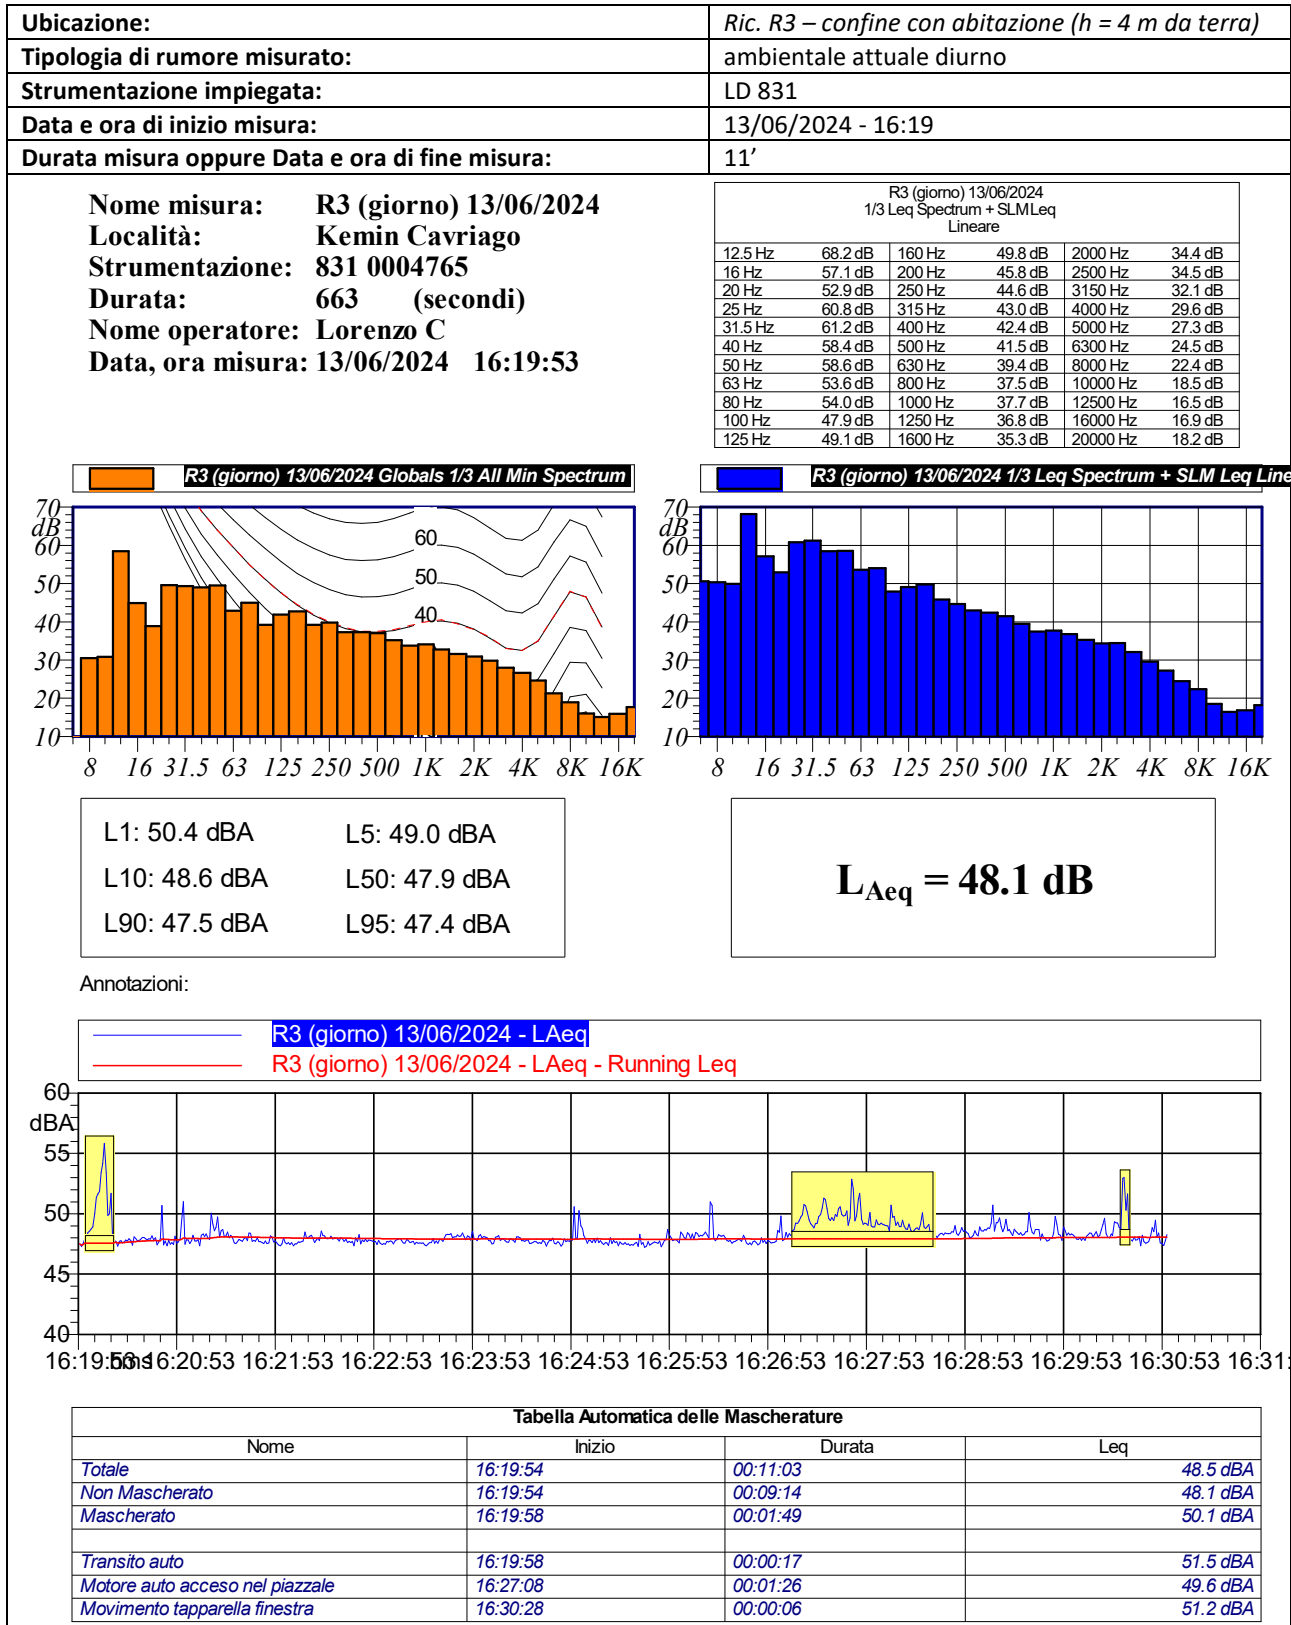 Ubicazione: Ric. R3 – confine con abitazione (h = 4 m da terra)
Tipologia di rumore misurato: ambientale attuale diurno
Strumentazione impiegata: LD 831
Data e ora di inizio misura: 13/06/2024 - 16:19
Durata misura oppure Data e ora di fine misura: 11’
Nome misura: R3 (giorno) 13/06/2024
Località: Kemin Cavriago
Strumentazione: 831 0004765
Durata: 663 (secondi)
Nome operatore: Lorenzo C
Data, ora misura: 13/06/2024 16:19:53
R3 (giorno) 13/06/2024
1/3 Leq Spectrum + SLM Leq
Lineare
12.5 Hz 68.2 dB 160 Hz 49.8 dB 2000 Hz 34.4 dB
16 Hz 57.1 dB 200 Hz 45.8 dB 2500 Hz 34.5 dB
20 Hz 52.9 dB 250 Hz 44.6 dB 3150 Hz 32.1 dB
25 Hz 60.8 dB 315 Hz 43.0 dB 4000 Hz 29.6 dB
31.5 Hz 61.2 dB 400 Hz 42.4 dB 5000 Hz 27.3 dB
40 Hz 58.4 dB 500 Hz 41.5 dB 6300 Hz 24.5 dB
50 Hz 58.6 dB 630 Hz 39.4 dB 8000 Hz 22.4 dB
63 Hz 53.6 dB 800 Hz 37.5 dB 10000 Hz 18.5 dB
80 Hz 54.0 dB 1000 Hz 37.7 dB 12500 Hz 16.5 dB
100 Hz 47.9 dB 1250 Hz 36.8 dB 16000 Hz 16.9 dB
125 Hz 49.1 dB 1600 Hz 35.3 dB 20000 Hz 18.2 dB
R3 (giorno) 13/06/2024 Globals 1/3 All Min Spectrum
70
dB
60
50
40
30
20
10
60
50
40
8 16 31.5 63 125 250 500 1K 2K 4K 8K 16K
R3 (giorno) 13/06/2024 1/3 Leq Spectrum + SLM Leq Line
70
dB
60
50
40
30
20
10
8 16 31.5 63 125 250 500 1K 2K 4K 8K 16K
L1: 50.4 dBA L5: 49.0 dBA
L10: 48.6 dBA L50: 47.9 dBA
L90: 47.5 dBA L95: 47.4 dBA
LAeq = 48.1 dB
Annotazioni:
R3 (giorno) 13/06/2024 - LAeq
R3 (giorno) 13/06/2024 - LAeq - Running Leq
60
dBA
55
50
45
40
16:19:53 hms 16:20:53 16:21:53 16:22:53 16:23:53 16:24:53 16:25:53 16:26:53 16:27:53 16:28:53 16:29:53 16:30:53 16:31:
Tabella Automatica delle Mascherature
Nome Inizio Durata Leq
Totale 16:19:54 00:11:03 48.5 dBA
Non Mascherato 16:19:54 00:09:14 48.1 dBA
Mascherato 16:19:58 00:01:49 50.1 dBA
Transito auto 16:19:58 00:00:17 51.5 dBA
Motore auto acceso nel piazzale 16:27:08 00:01:26 49.6 dBA
Movimento tapparella finestra 16:30:28 00:00:06 51.2 dBA